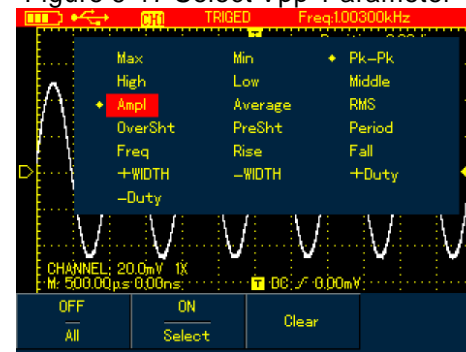 Figure 5-41: Select Vpp Parameter
CH1 TRIGED Freq:1.00300kHz
Max Min Pk-Pk
High Low Middle
Ampl Average RMS
OverSht PreSht Period
Freq Rise Fall
+WIDTH -WIDTH +Duty
-Duty
CHANNEL: 20.0mV 1X
M: 500.00µs 0.00ns T DC: 0.00mV
OFF ON Clear
All Select